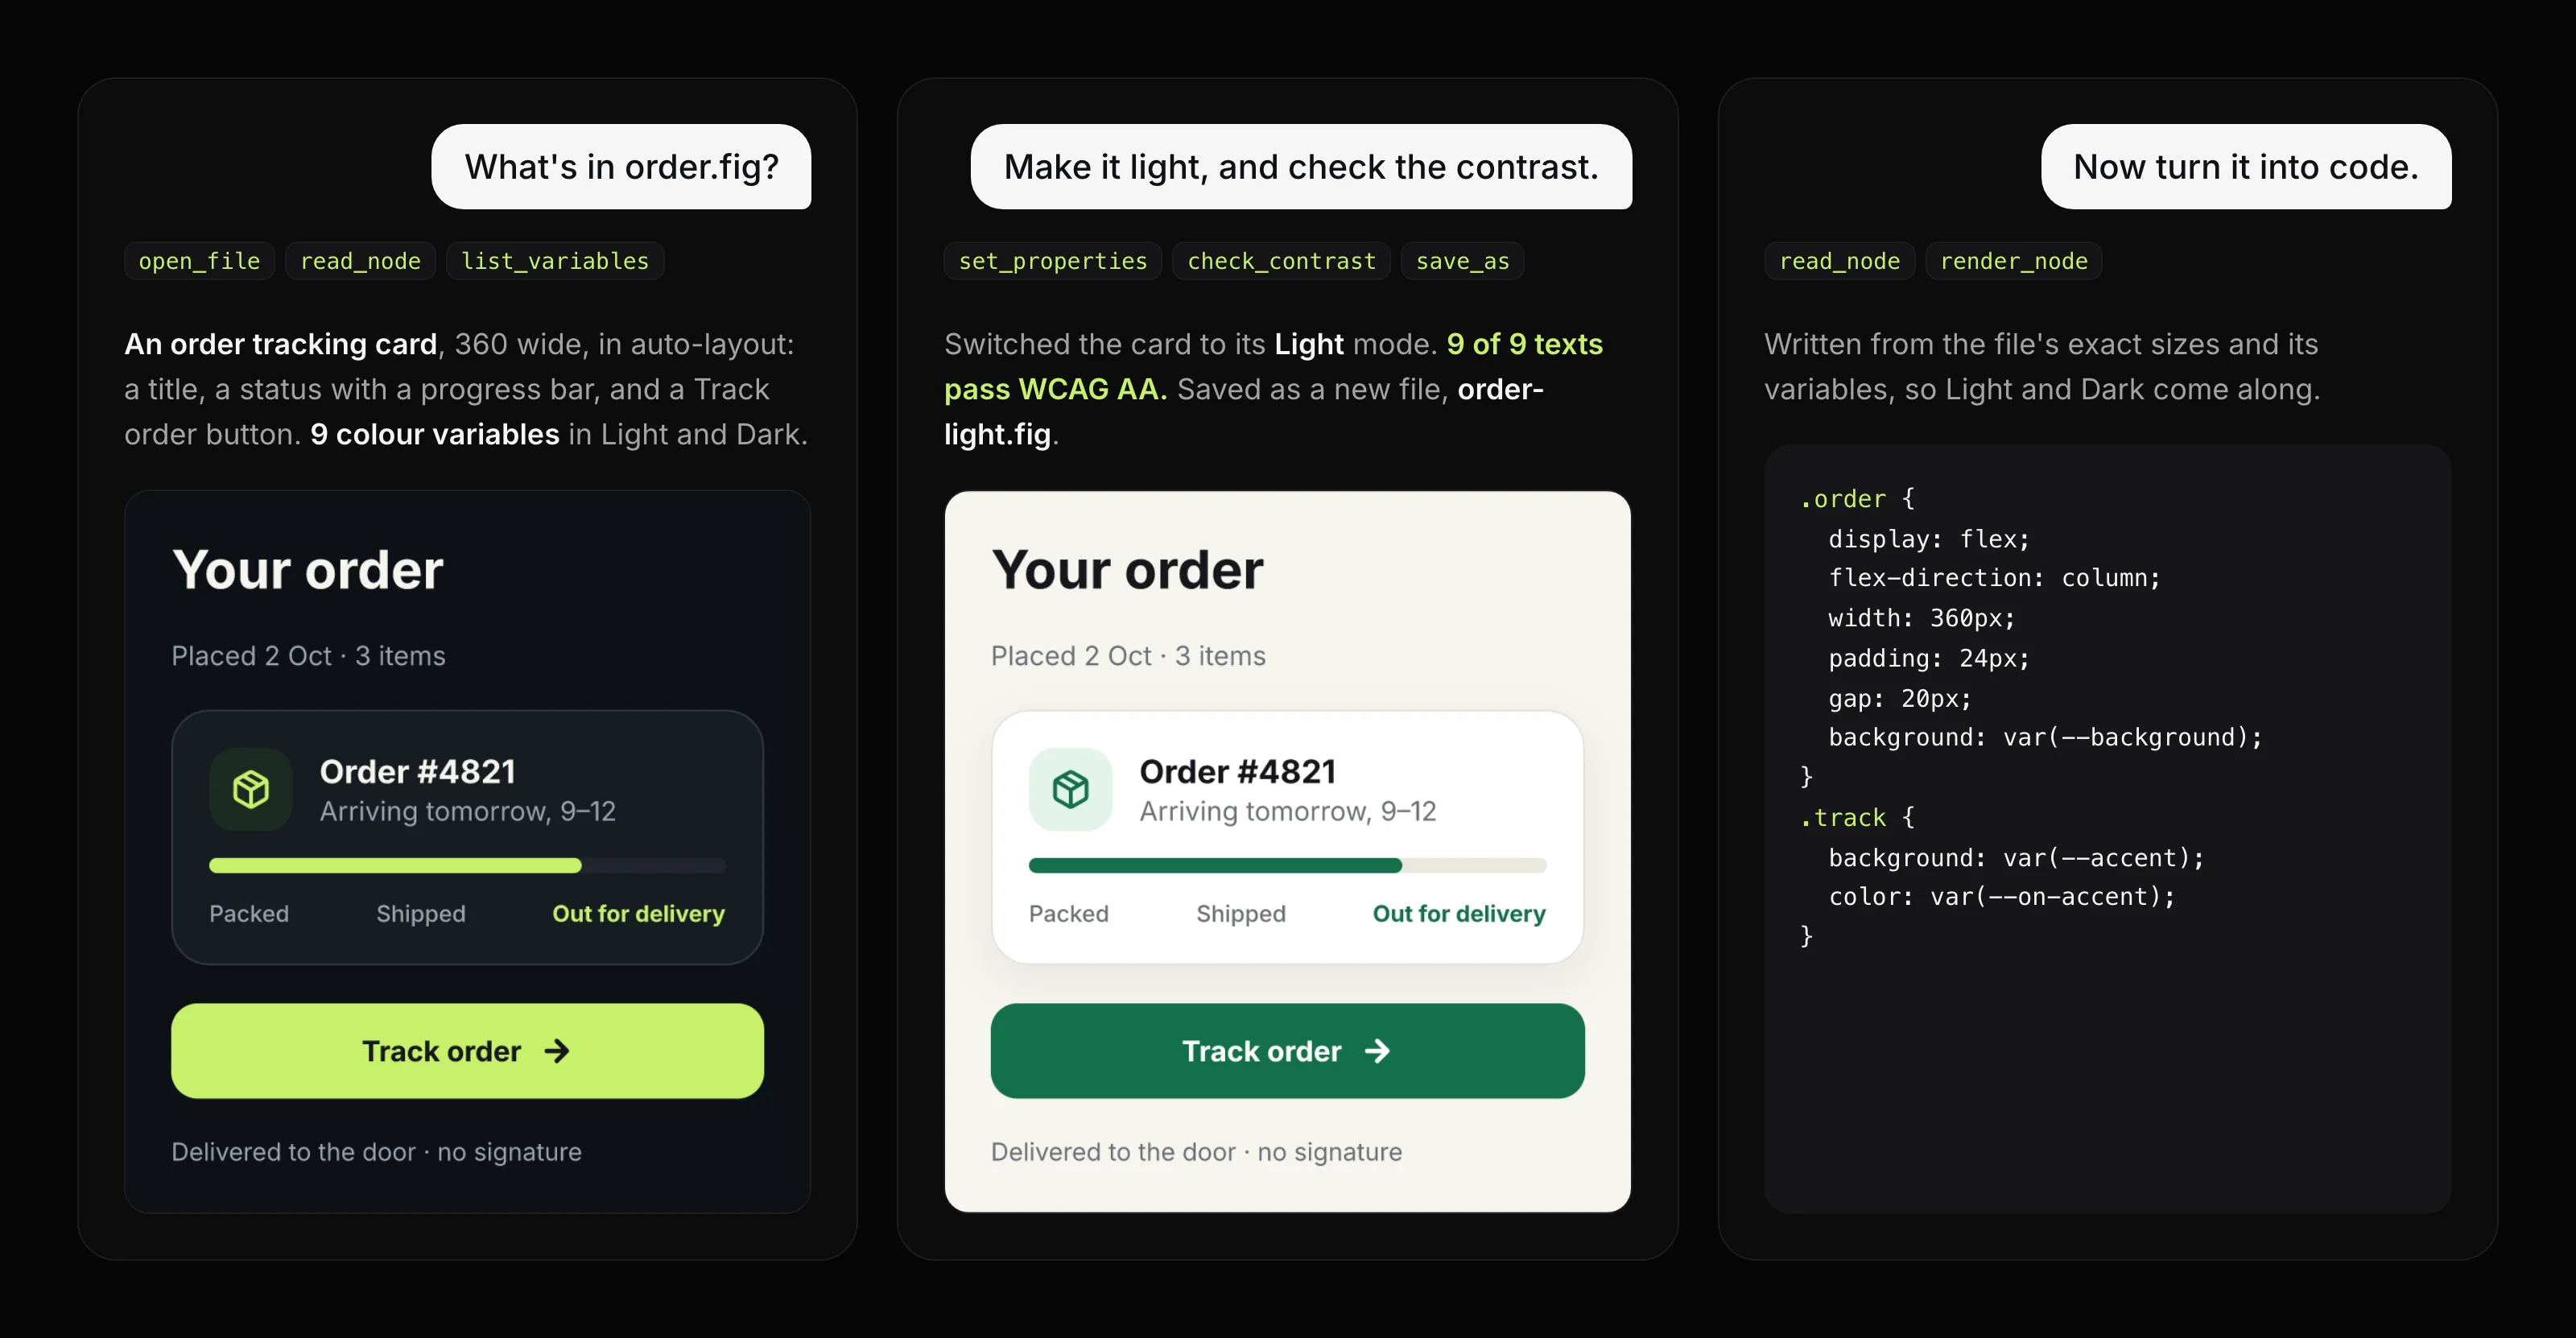 What's in order.fig?
open_file read_node list_variables
An order tracking card, 360 wide, in auto-layout:
a title, a status with a progress bar, and a Track
order button. 9 colour variables in Light and Dark.
Your order
Placed 2 Oct · 3 items
Order #4821
Arriving tomorrow, 9–12
Packed Shipped Out for delivery
Track order →
Delivered to the door · no signature
Make it light, and check the contrast.
set_properties check_contrast save_as
Switched the card to its Light mode. 9 of 9 texts
pass WCAG AA. Saved as a new file, order-
light.fig.
Your order
Placed 2 Oct · 3 items
Order #4821
Arriving tomorrow, 9–12
Packed Shipped Out for delivery
Track order →
Delivered to the door · no signature
Now turn it into code.
read_node render_node
Written from the file's exact sizes and its
variables, so Light and Dark come along.
.order {
  display: flex;
  flex-direction: column;
  width: 360px;
  padding: 24px;
  gap: 20px;
  background: var(--background);
}
.track {
  background: var(--accent);
  color: var(--on-accent);
}